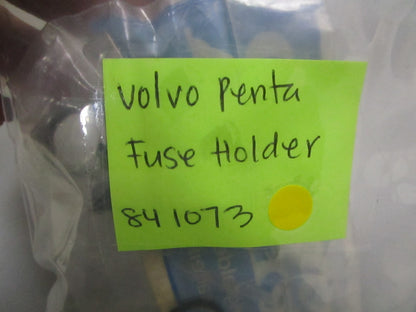 Volvo Penta
Fuse Holder
841073